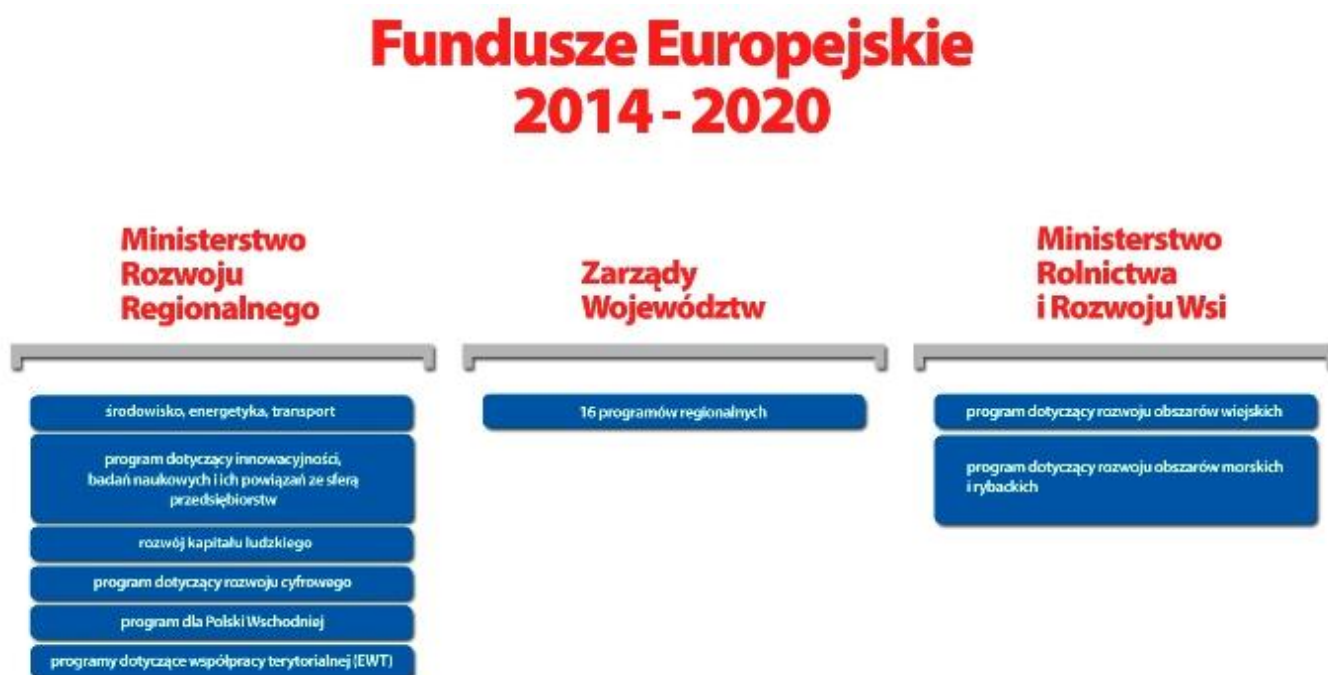 Fundusze Europejskie
2014 - 2020
Ministerstwo
Rozwoju
Regionalnego
środowisko, energetyka, transport
program dotyczący innowacyjności,
badań naukowych i ich powiązań ze sferą
przedsiębiorstw
rozwój kapitału ludzkiego
program dotyczący rozwoju cyfrowego
program dla Polski Wschodniej
programy dotyczące współpracy terytorialnej (EWT)
Zarządy
Województw
16 programów regionalnych
Ministerstwo
Rolnictwa
i Rozwoju Wsi
program dotyczący rozwoju obszarów wiejskich
program dotyczący rozwoju obszarów morskich
i rybackich